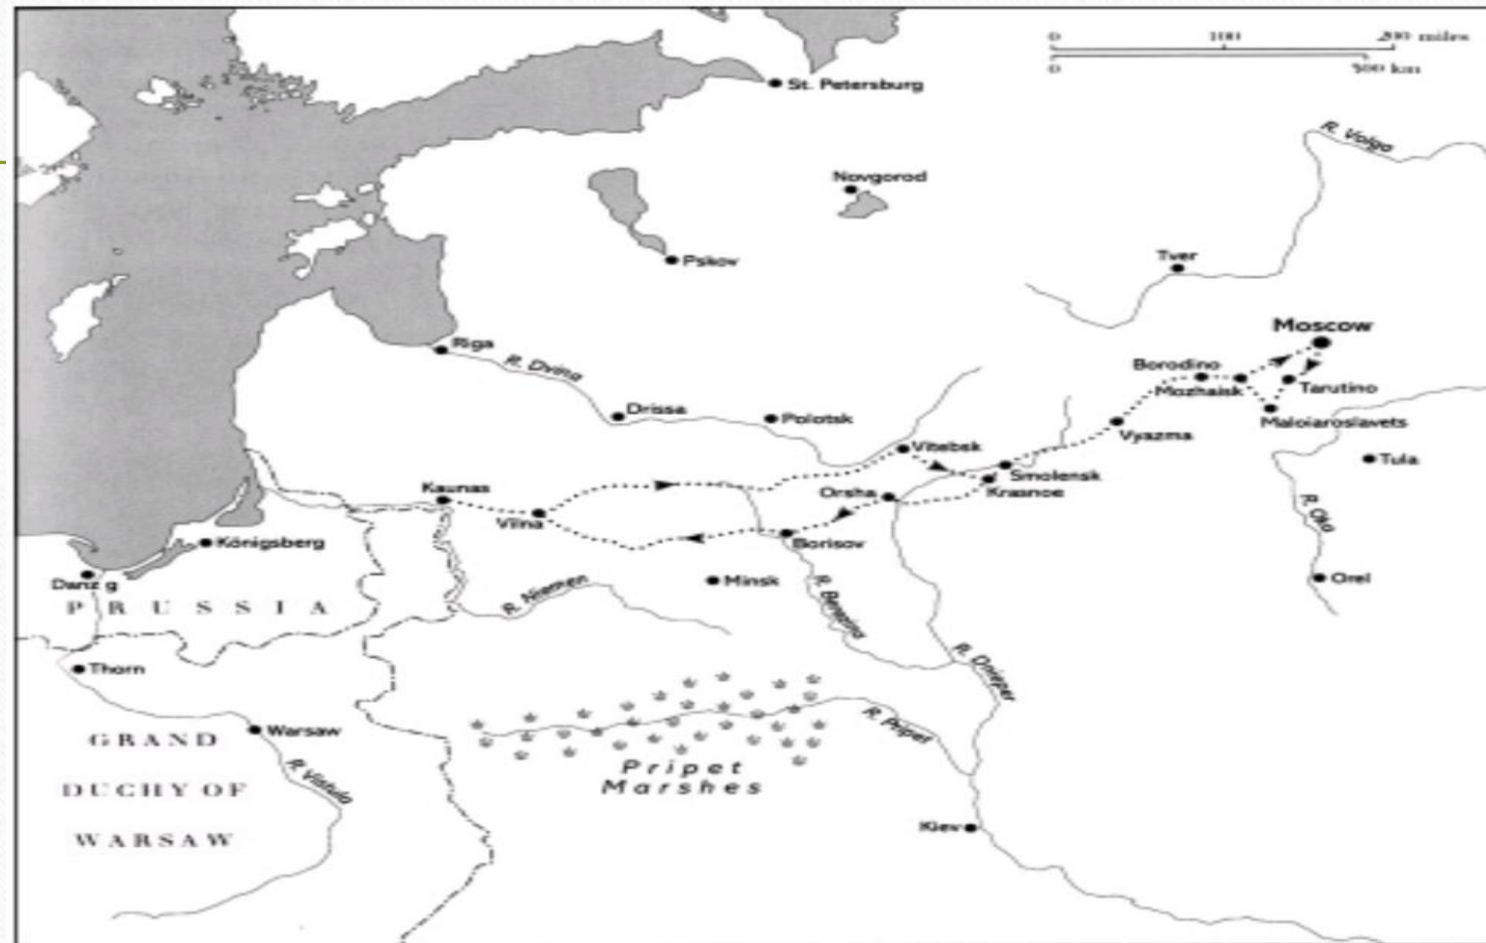 0 100 200 miles
0 300 km
St. Petersburg
R. Volga
Novgorod
Pskov
Tver
Moscow
Riga
R. Dvina
Borodino
Mozhaisk
Tarutino
Drissa
Polotsk
Maloiaroslavets
Vyazma
Vitebsk
Tula
Smolensk
Kaunas
Orsha
Krasnoe
Vilna
R. Oka
Borisov
Königsberg
Danz g
Minsk
Orel
R. Niemen
R. Berezina
PRUSSIA
R. Dnieper
Thorn
R. Pripet
Warsaw
GRAND
DUCHY OF
WARSAW
R. Vistula
Pripet
Marshes
Kiev